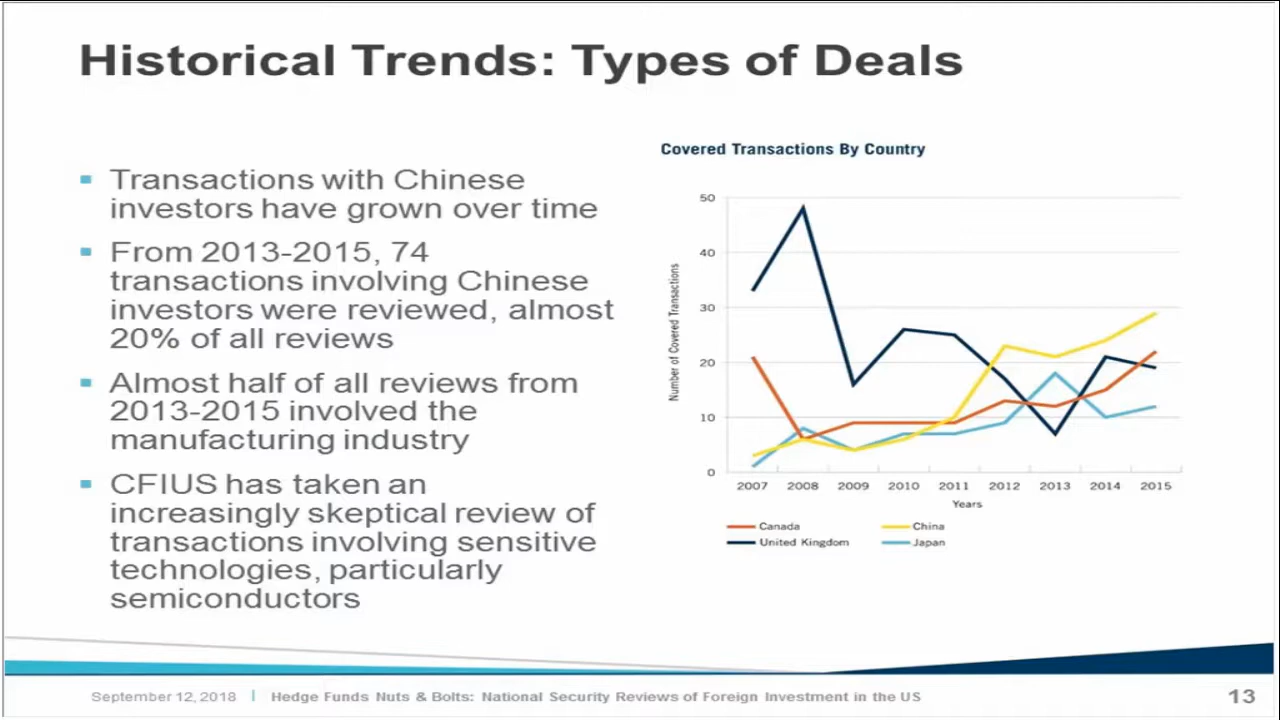 Historical Trends: Types of Deals
Transactions with Chinese
investors have grown over time
From 2013-2015, 74
transactions involving Chinese
investors were reviewed, almost
20% of all reviews
Almost half of all reviews from
2013-2015 involved the
manufacturing industry
CFIUS has taken an
increasingly skeptical review of
transactions involving sensitive
technologies, particularly
semiconductors
Covered Transactions By Country
Number of Covered Transactions
50
40
30
20
10
0
2007 2008 2009 2010 2011 2012 2013 2014 2015
Years
Canada China
United Kingdom Japan
September 12, 2018 | Hedge Funds Nuts & Bolts: National Security Reviews of Foreign Investment in the US 13